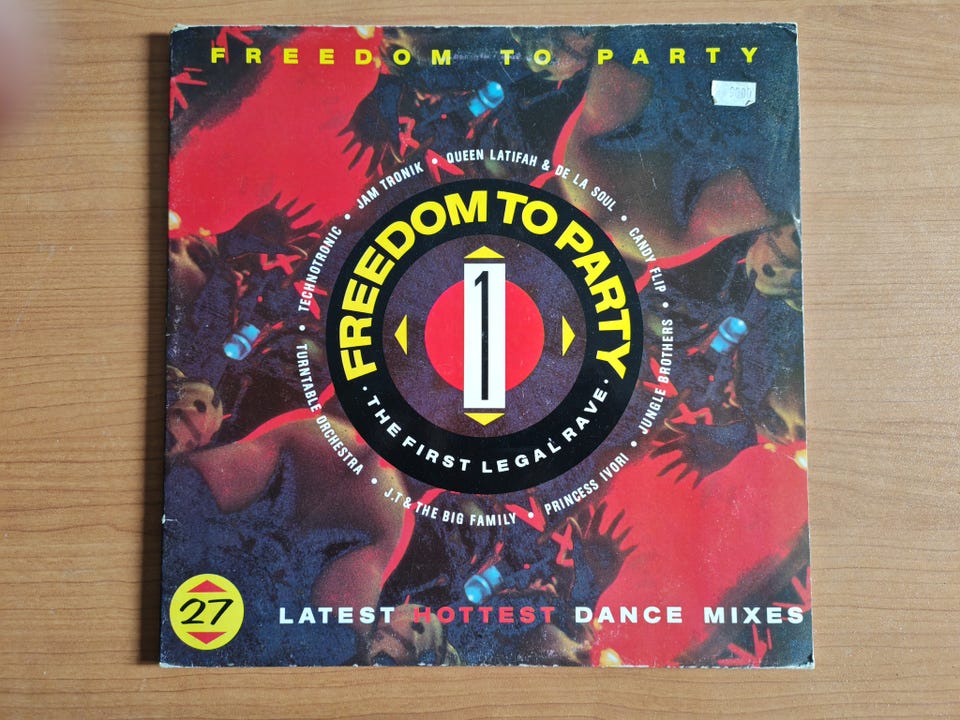 FREEDOM TO PARTY
JAM TRONIK • QUEEN LATIFAH & DE LA SOUL • CANDY FLIP • JUNGLE BROTHERS • PRINCESS IVORI • J.T & THE BIG FAMILY • TURNTABLE ORCHESTRA • TECHNOTRONIC •
FREEDOM TO PARTY
1
• THE FIRST LEGAL RAVE •
27 LATEST HOTTEST DANCE MIXES